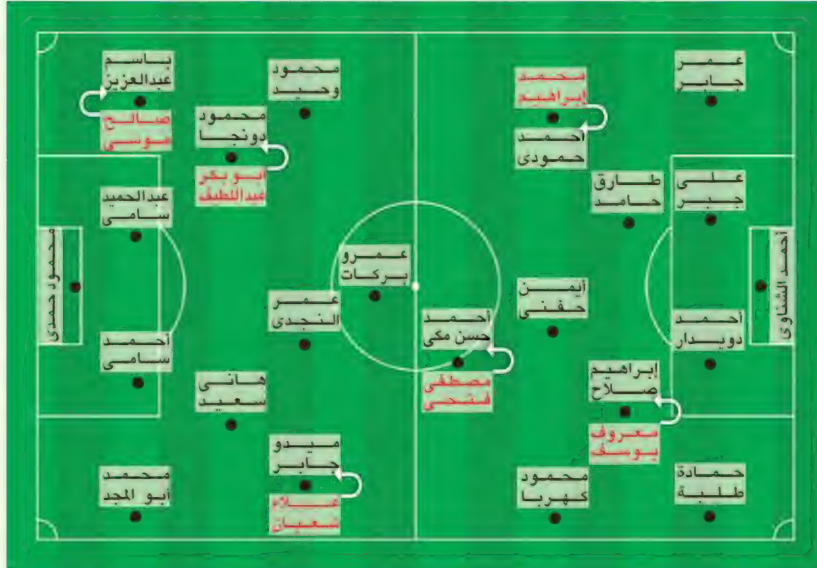 باسم
عبدالعزيز
صالح
موسى
محمود
وحيد
محمود
دونجا
أبو بكر
عبداللطيف
عبدالحميد
سامى
محمود حمدى
أحمد
سامى
محمد
أبو المجد
هانى
سعيد
عمر
النجدى
عمرو
بركات
ميدو
جابر
علاء
شعبان
محمد
إبراهيم
أحمد
حمودى
عمر
جابر
طارق
حامد
على
جبر
أحمد الشناوى
أيمن
حفنى
أحمد
حسن مكى
مصطفى
فتحى
أحمد
دويدار
إبراهيم
صلاح
معروف
يوسف
محمود
كهربا
حمادة
طلبة